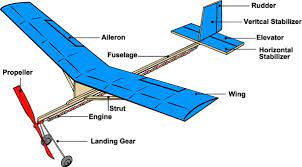 Rudder
Veritcal Stabilizer
Aileron
Elevator
Fuselage
Horizontal
Stabilizer
Propeller
Wing
Strut
Engine
Landing Gear